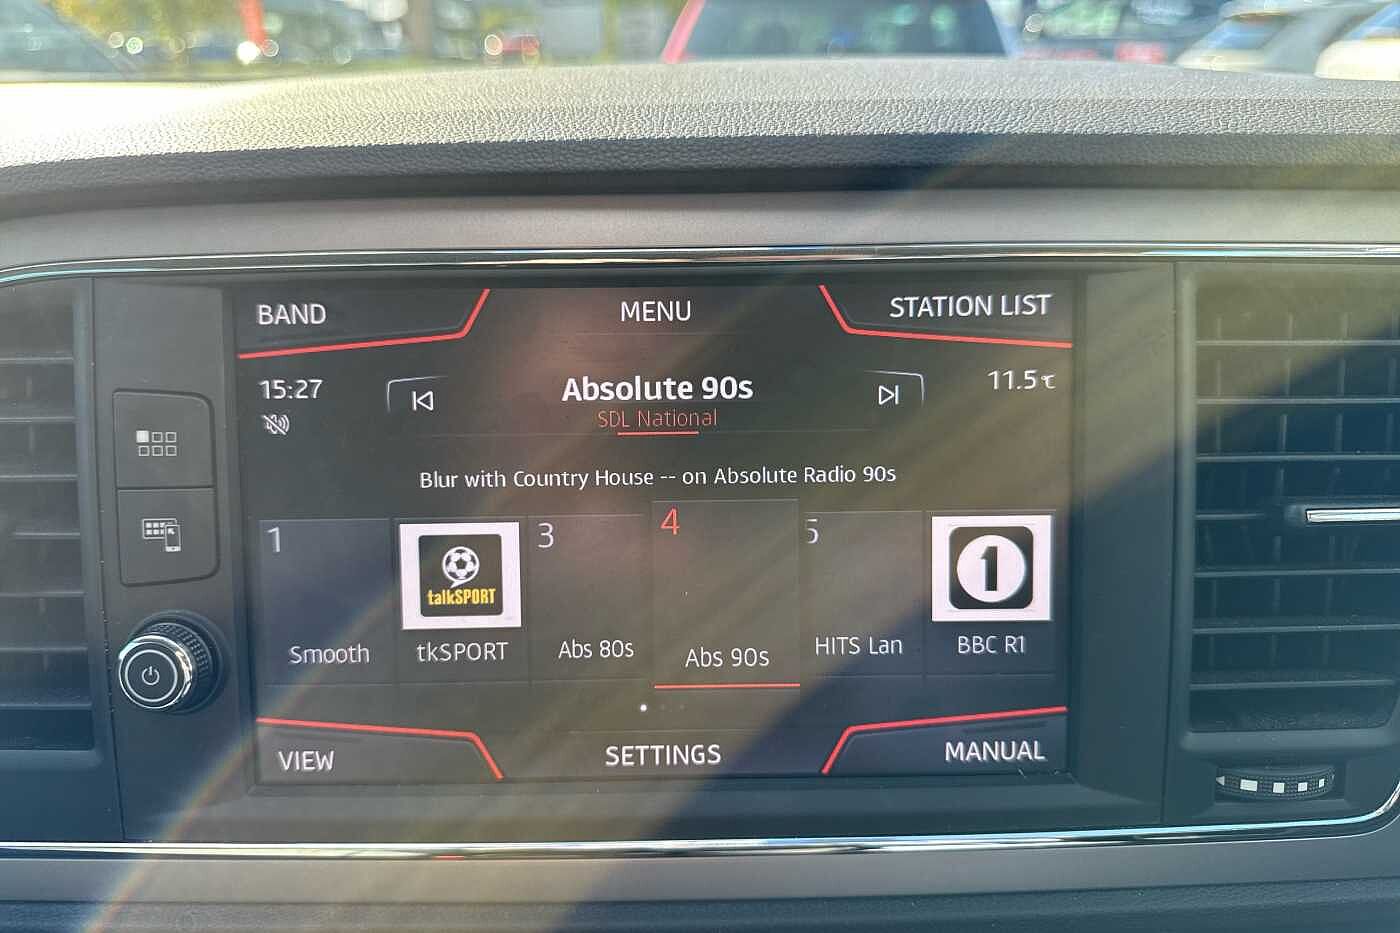 BAND
MENU
STATION LIST
15:27
Absolute 90s
11.5℃
SDL National
Blur with Country House -- on Absolute Radio 90s
1
talkSPORT
3
4
5
1
Smooth
tkSPORT
Abs 80s
Abs 90s
HITS Lan
BBC R1
VIEW
SETTINGS
MANUAL